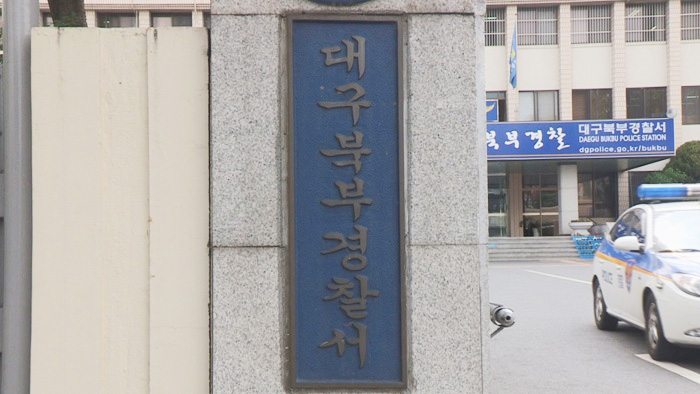 대구북부경찰서
북부경찰 대구북부경찰서
DAEGU BUKBU POLICE STATION
dgpolice.go.kr/bukbu